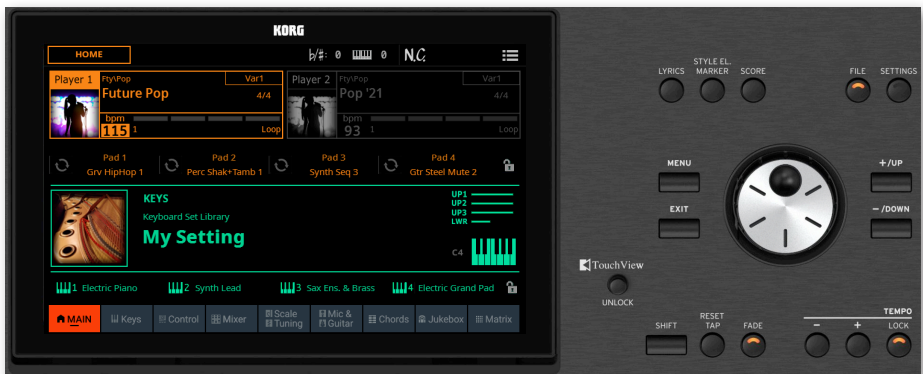 KORG
HOME
b/#: 0
0
N.C.
Player 1
Fty\Pop
Var1
Future Pop
4/4
bpm
115
1
Loop
Player 2
Fty\Pop
Var1
Pop '21
4/4
bpm
93
1
Loop
Pad 1
Grv HipHop 1
Pad 2
Perc Shak+Tamb 1
Pad 3
Synth Seq 3
Pad 4
Gtr Steel Mute 2
KEYS
Keyboard Set Library
My Setting
UP1
UP2
UP3
LWR
C4
1 Electric Piano
2 Synth Lead
3 Sax Ens. & Brass
4 Electric Grand Pad
MAIN
Keys
Control
Mixer
Scale
Tuning
Mic &
Guitar
Chords
Jukebox
Matrix
LYRICS
STYLE EL.
MARKER
SCORE
FILE
SETTINGS
MENU
+/UP
EXIT
−/DOWN
TouchView
UNLOCK
SHIFT
RESET
TAP
FADE
TEMPO
−
+
LOCK